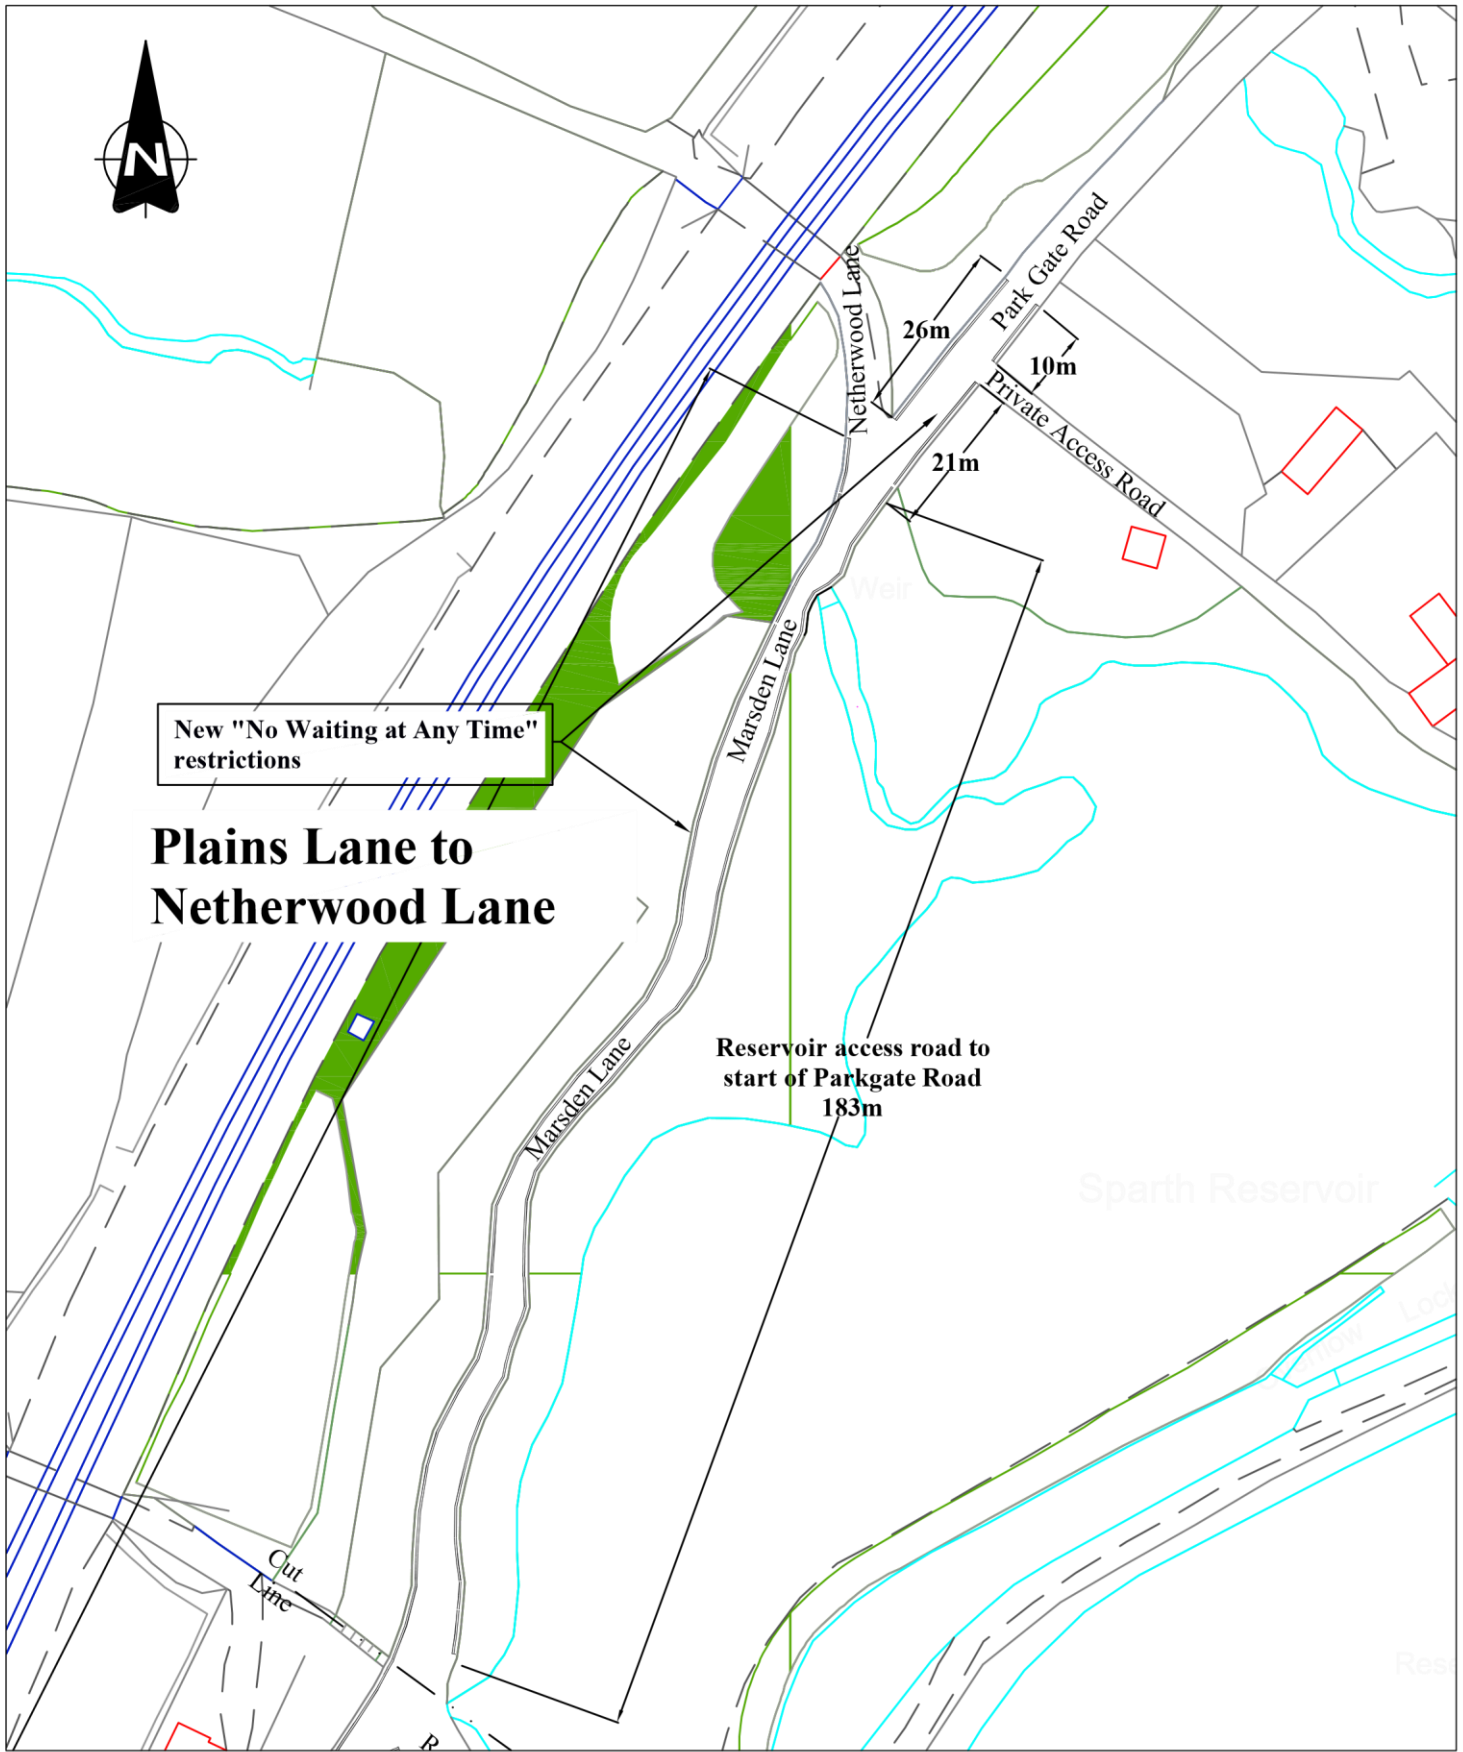 N
Netherwood Lane
Park Gate Road
26m
10m
Private Access Road
21m
Weir
Marsden Lane
New "No Waiting at Any Time"
restrictions
Plains Lane to
Netherwood Lane
Marsden Lane
Reservoir access road to
start of Parkgate Road
183m
Sparth Reservoir
Lock
Cut
Line
Rese
R